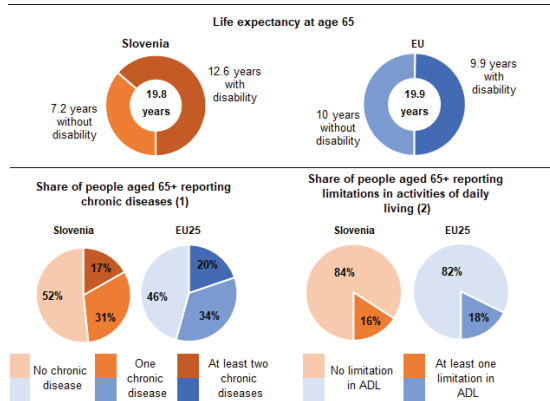 Life expectancy at age 65
Slovenia
EU
12.6 years
with
disability
19.8
years
7.2 years
without
disability
9.9 years
with
disability
19.9
years
10 years
without
disability
Share of people aged 65+ reporting
chronic diseases (1)
Slovenia
EU25
17%
52%
31%
20%
46%
34%
No chronic
disease
One
chronic
disease
At least two
chronic
diseases
Share of people aged 65+ reporting
limitations in activities of daily
living (2)
Slovenia
EU25
84%
16%
82%
18%
No limitation
in ADL
At least one
limitation in
ADL